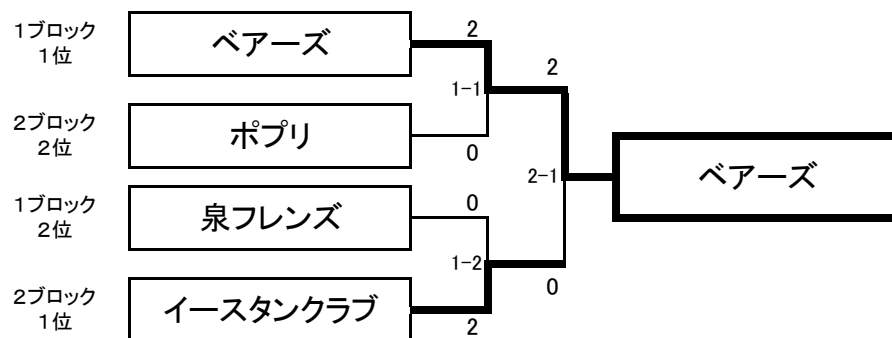 1ブロック
1位
ベアーズ
2
2
1-1
2ブロック
2位
ポプリ
0
2-1
ベアーズ
1ブロック
2位
泉フレンズ
0
1-2
0
2ブロック
1位
イースタンクラブ
2